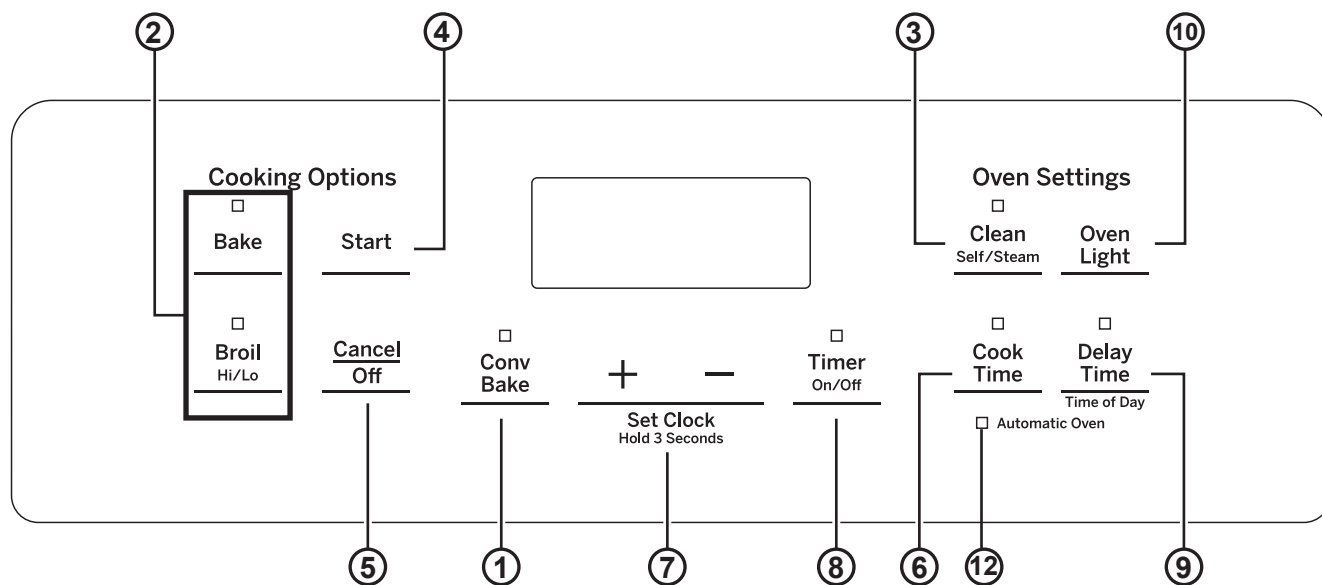 2
4
3
10
Cooking Options
Oven Settings
Bake
Start
Clean
Self/Steam
Oven
Light
Broil
Hi/Lo
Cancel
Off
Conv
Bake
+ −
Set Clock
Hold 3 Seconds
Timer
On/Off
Cook
Time
Delay
Time
Time of Day
Automatic Oven
5
1
7
8
6
12
9